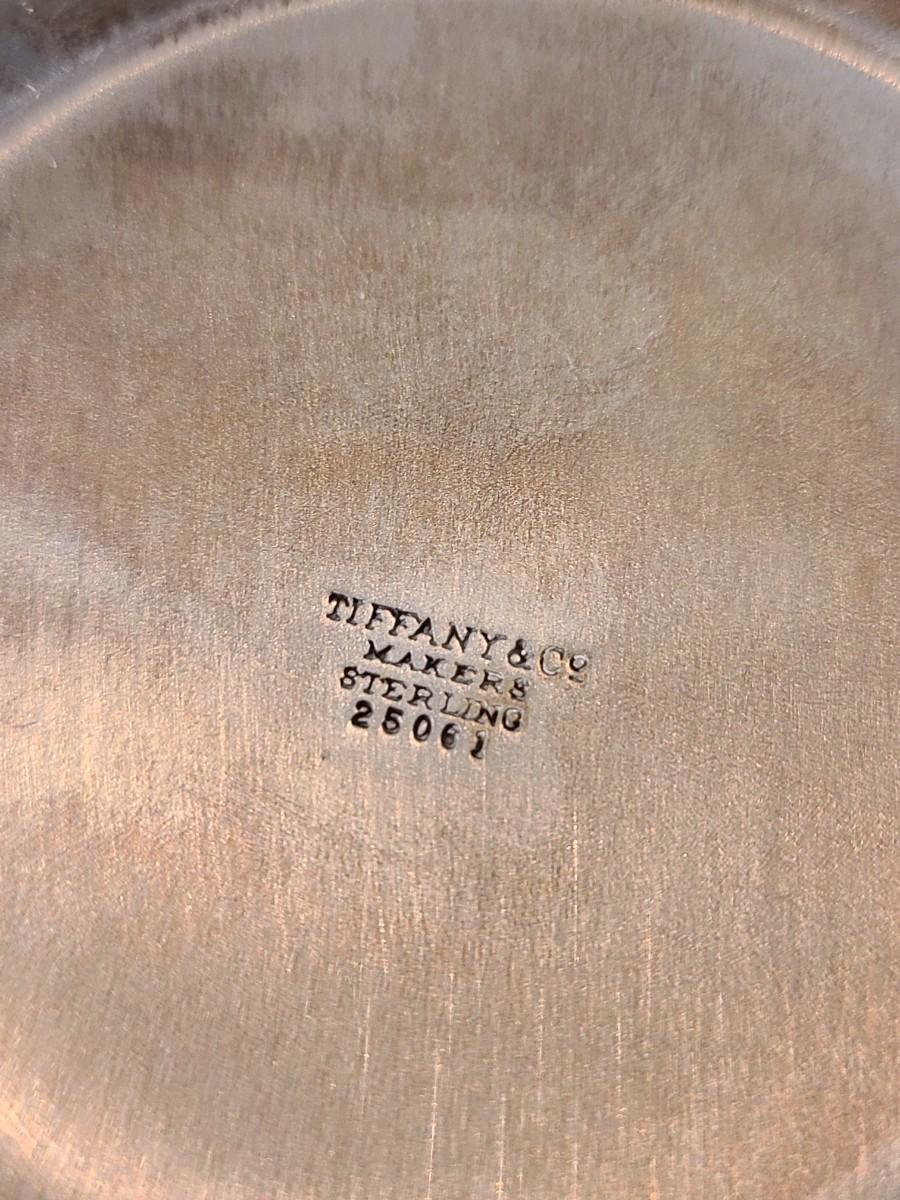 TIFFANY & Cº
MAKERS
STERLING
25061